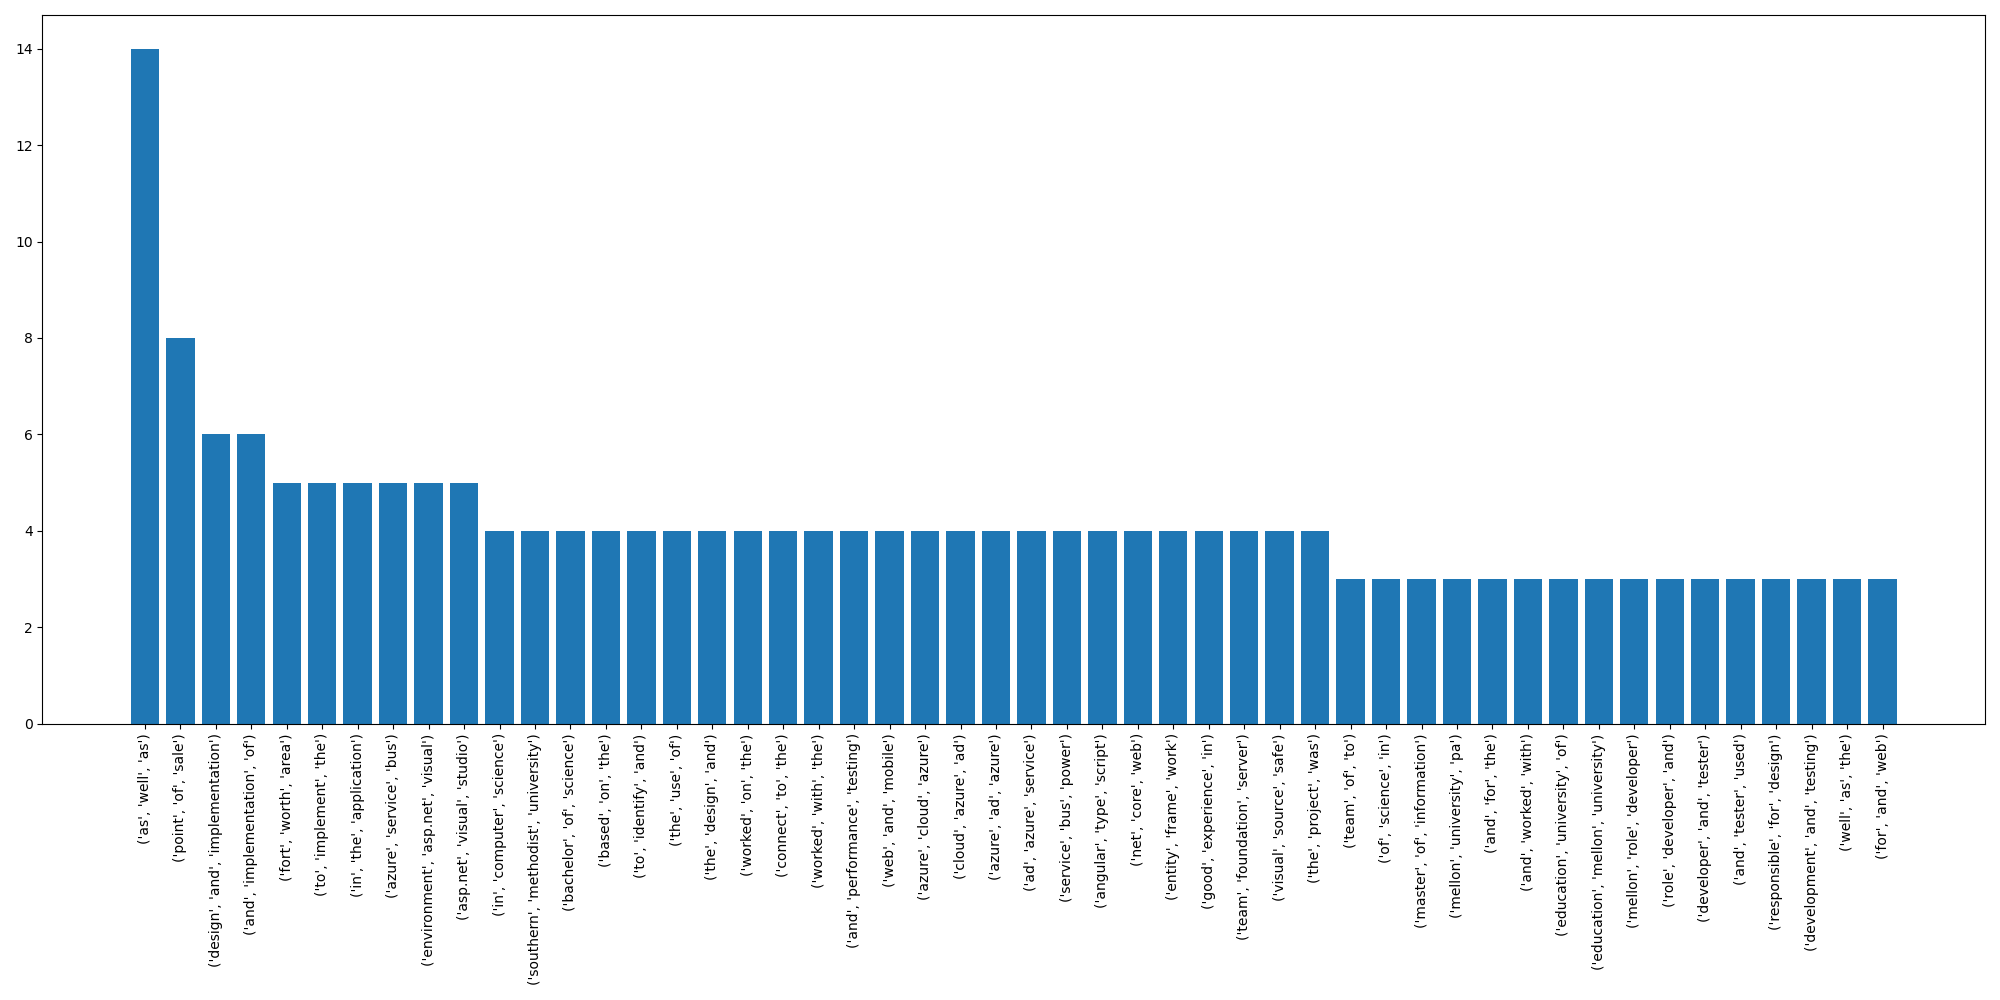 14
12
10
8
6
4
2
0
('as', 'well', 'as')
('point', 'of', 'sale')
('design', 'and', 'implementation')
('and', 'implementation', 'of')
('fort', 'worth', 'area')
('to', 'implement', 'the')
('in', 'the', 'application')
('azure', 'service', 'bus')
('environment', 'asp.net', 'visual')
('asp.net', 'visual', 'studio')
('in', 'computer', 'science')
('southern', 'methodist', 'university')
('bachelor', 'of', 'science')
('based', 'on', 'the')
('to', 'identify', 'and')
('the', 'use', 'of')
('the', 'design', 'and')
('worked', 'on', 'the')
('connect', 'to', 'the')
('worked', 'with', 'the')
('and', 'performance', 'testing')
('web', 'and', 'mobile')
('azure', 'cloud', 'azure')
('cloud', 'azure', 'ad')
('azure', 'ad', 'azure')
('ad', 'azure', 'service')
('service', 'bus', 'power')
('angular', 'type', 'script')
('net', 'core', 'web')
('entity', 'frame', 'work')
('good', 'experience', 'in')
('team', 'foundation', 'server')
('visual', 'source', 'safe')
('the', 'project', 'was')
('team', 'of', 'to')
('of', 'science', 'in')
('master', 'of', 'information')
('mellon', 'university', 'pa')
('and', 'for', 'the')
('and', 'worked', 'with')
('education', 'university', 'of')
('education', 'mellon', 'university')
('mellon', 'role', 'developer')
('role', 'developer', 'and')
('developer', 'and', 'tester')
('and', 'tester', 'used')
('responsible', 'for', 'design')
('development', 'and', 'testing')
('well', 'as', 'the')
('for', 'and', 'web')